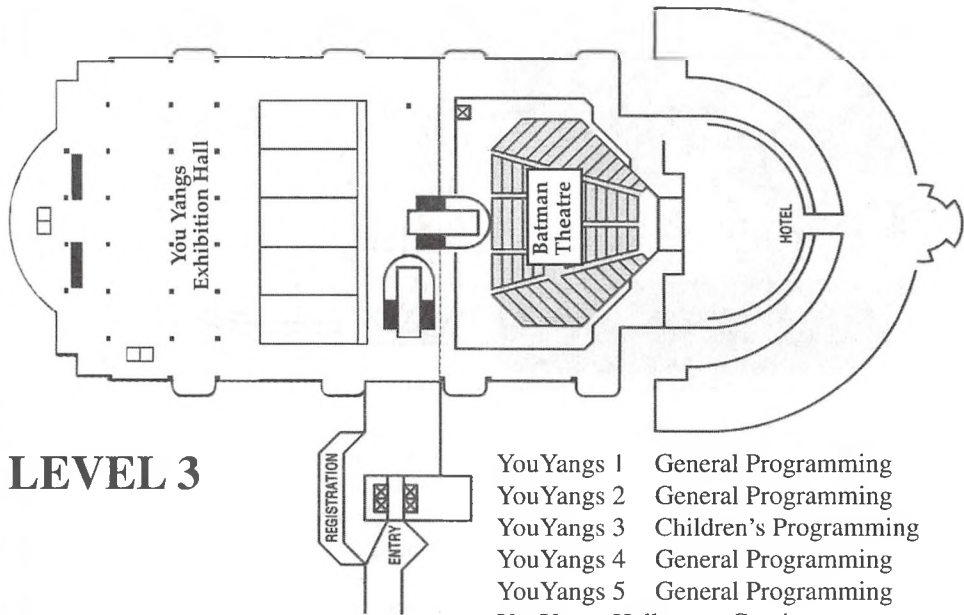 You Yangs
Exhibition Hall
Batman
Theatre
HOTEL
LEVEL 3
REGISTRATION
ENTRY
YouYangs 1 General Programming
YouYangs 2 General Programming
YouYangs 3 Children's Programming
YouYangs 4 General Programming
YouYangs 5 General Programming